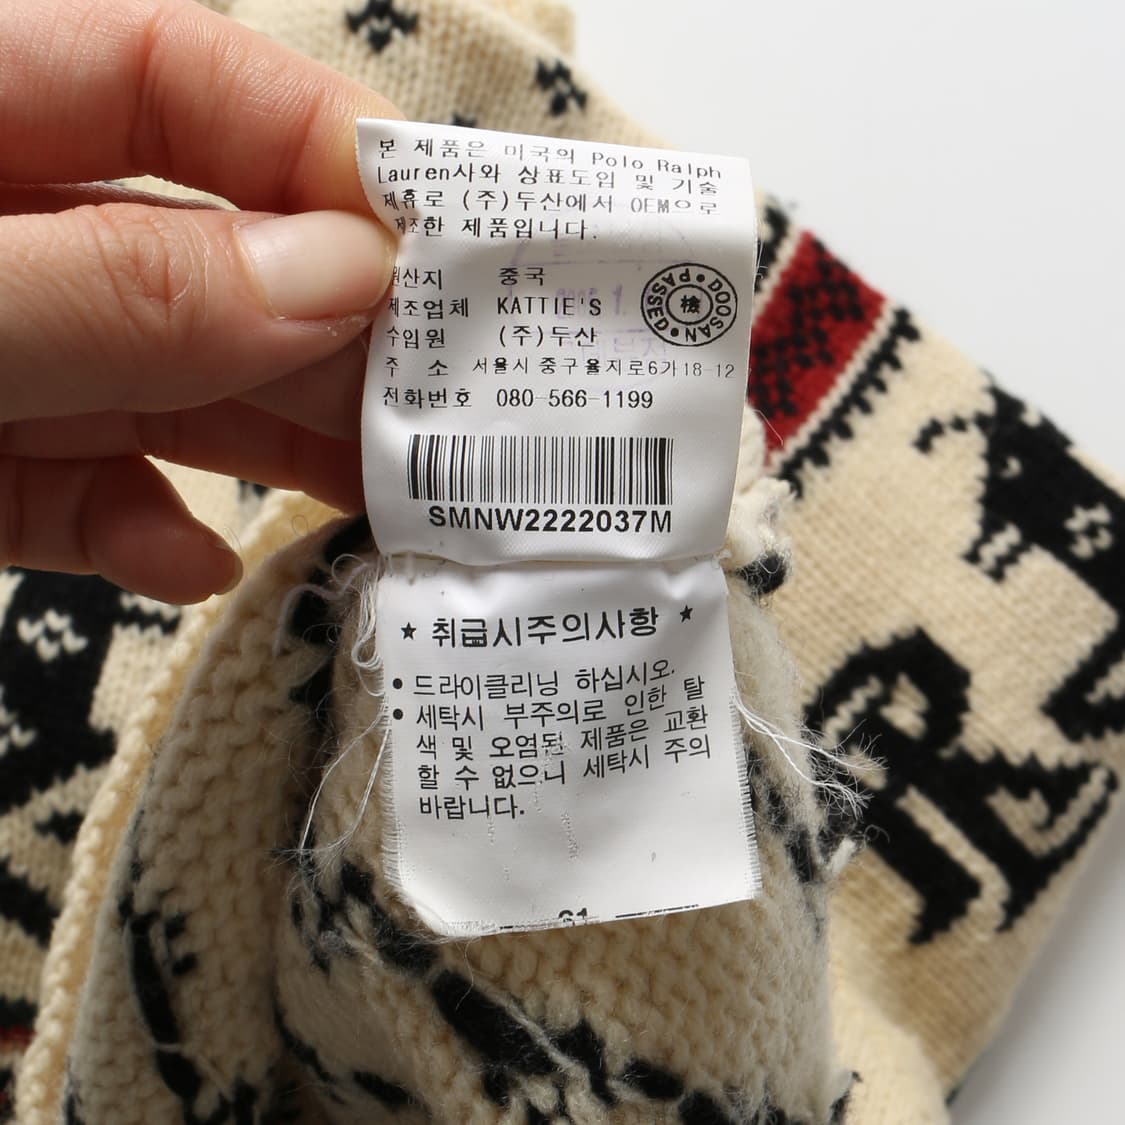 본 제품은 미국의 Polo Ralph
Lauren사와 상표도입 및 기술
제휴로 (주)두산에서 OEM으로
제조한 제품입니다.
원산지 중국
제조업체 KATTIE'S
수입원 (주)두산
주 소 서울시 중구 을지로6가 18-12
전화번호 080-566-1199
DOOSAN PASSED
檢
SMNW2222037M
★ 취급시주의사항 ★
● 드라이클리닝 하십시오.
● 세탁시 부주의로 인한 탈
색 및 오염된 제품은 교환
할 수 없으니 세탁시 주의
바랍니다.